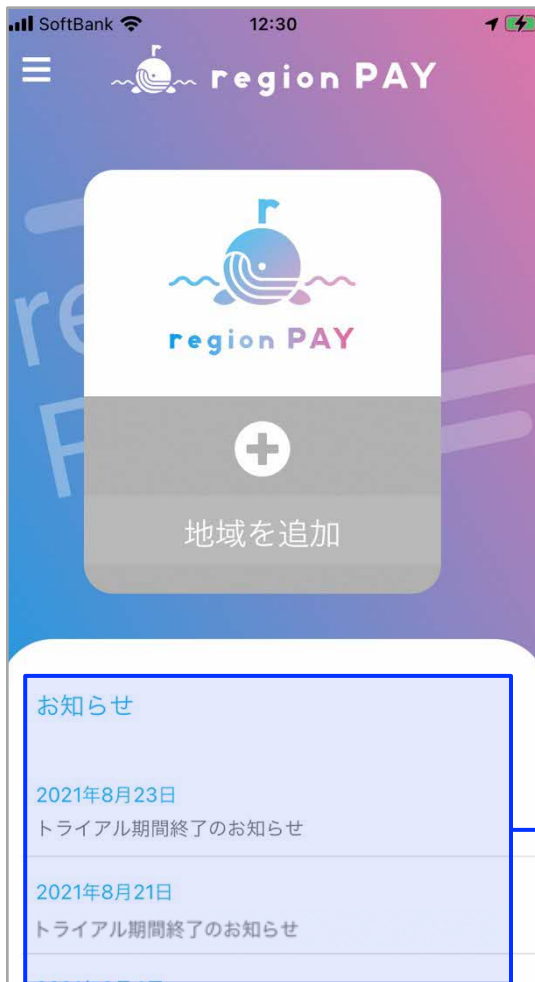 SoftBank 12:30
region PAY
region PAY
地域を追加
お知らせ
2021年8月23日
トライアル期間終了のお知らせ
2021年8月21日
トライアル期間終了のお知らせ